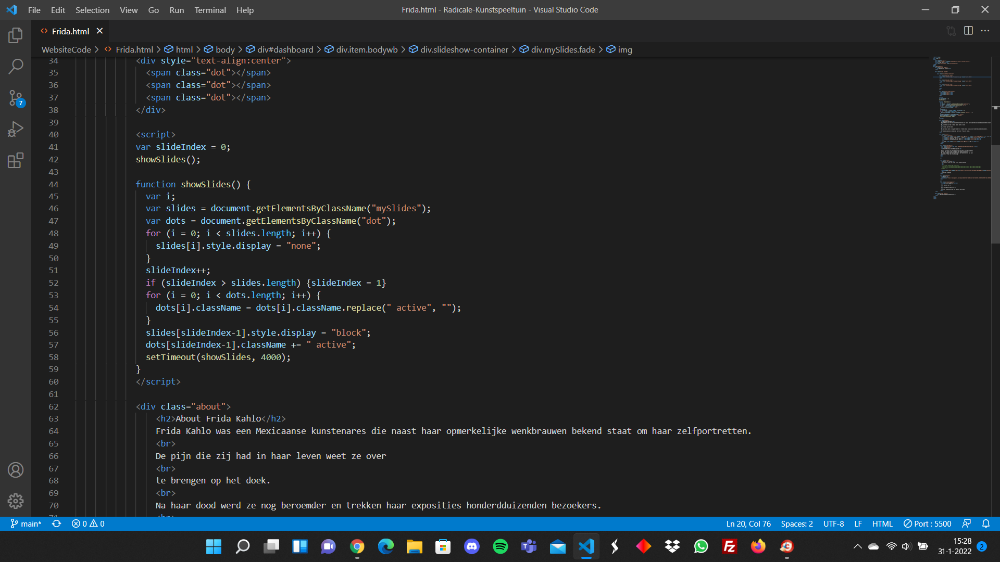 File Edit Selection View Go Run Terminal Help
Frida.html - Radicale-Kunstspeeltuin - Visual Studio Code
Frida.html
WebsiteCode > Frida.html > html > body > div#dashboard > div.item.bodywb > div.slideshow-container > div.mySlides.fade > img
34 <div style="text-align:center">
35 <span class="dot"></span>
36 <span class="dot"></span>
37 <span class="dot"></span>
38 </div>
39
40 <script>
41 var slideIndex = 0;
42 showSlides();
43
44 function showSlides() {
45 var i;
46 var slides = document.getElementsByClassName("mySlides");
47 var dots = document.getElementsByClassName("dot");
48 for (i = 0; i < slides.length; i++) {
49 slides[i].style.display = "none";
50 }
51 slideIndex++;
52 if (slideIndex > slides.length) {slideIndex = 1}
53 for (i = 0; i < dots.length; i++) {
54 dots[i].className = dots[i].className.replace(" active", "");
55 }
56 slides[slideIndex-1].style.display = "block";
57 dots[slideIndex-1].className += " active";
58 setTimeout(showSlides, 4000);
59 }
60 </script>
61
62 <div class="about">
63 <h2>About Frida Kahlo</h2>
64 Frida Kahlo was een Mexicaanse kunstenares die naast haar opmerkelijke wenkbrauwen bekend staat om haar zelfportretten.
65 <br>
66 De pijn die zij had in haar leven weet ze over
67 <br>
68 te brengen op het doek.
69 <br>
70 Na haar dood werd ze nog beroemder en trekken haar exposities honderdduizenden bezoekers.
71 <br>
7
main* 0 0
Ln 20, Col 76 Spaces: 2 UTF-8 LF HTML Port : 5500
15:28
31-1-2022
2